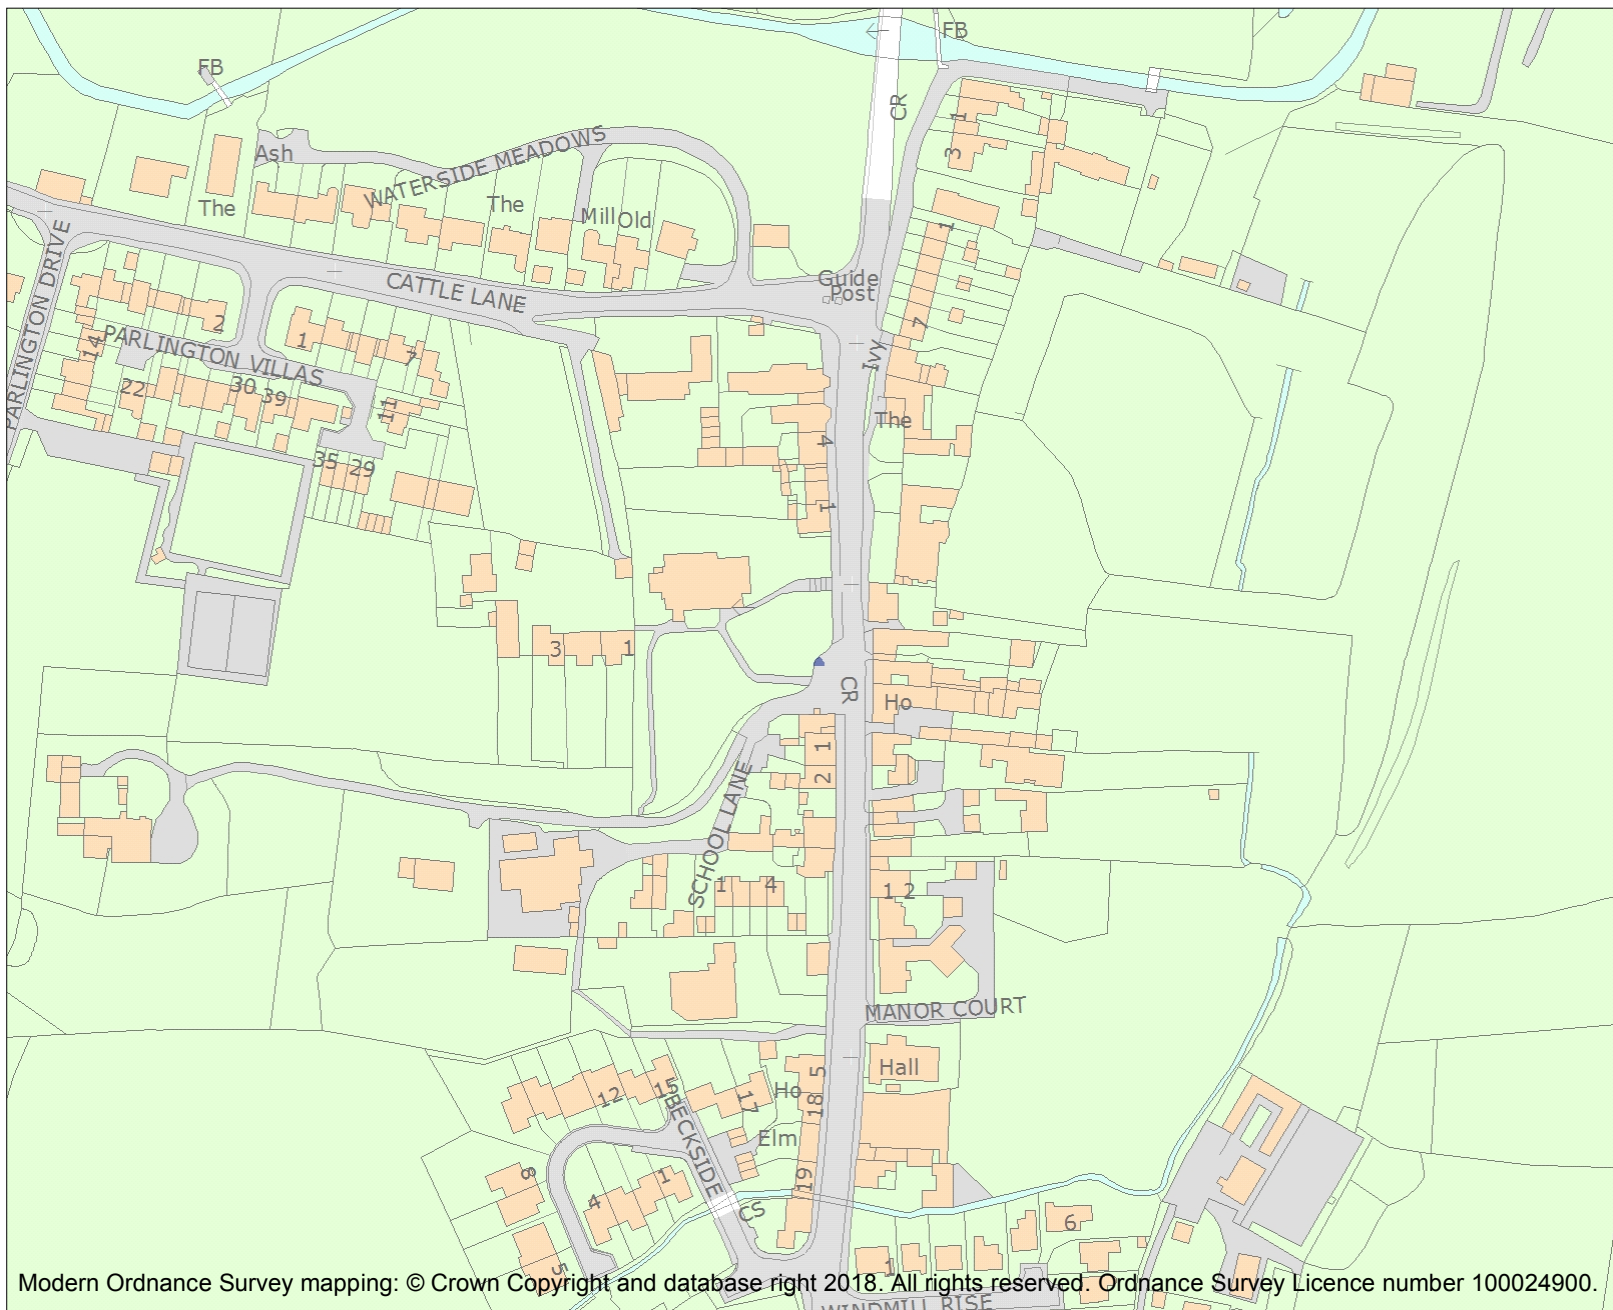 FB
FB
CR
1
3
Ash
WATERSIDE MEADOWS
The
The
Mill Old
1
PARLINGTON DRIVE
CATTLE LANE
Guide
Post
2
1
7
7
PARLINGTON VILLAS
14
22
30
39
11
Ivy
The
4
35
29
1
3
1
CR
Ho
1
2
SCHOOL LANE
1
4
1 2
MANOR COURT
Hall
5
12
15
17
Ho
18
BECKSIDE
Elm
19
8
4
1
CS
6
5
1
Modern Ordnance Survey mapping: © Crown Copyright and database right 2018. All rights reserved. Ordnance Survey Licence number 100024900.
WINDMILL RISE